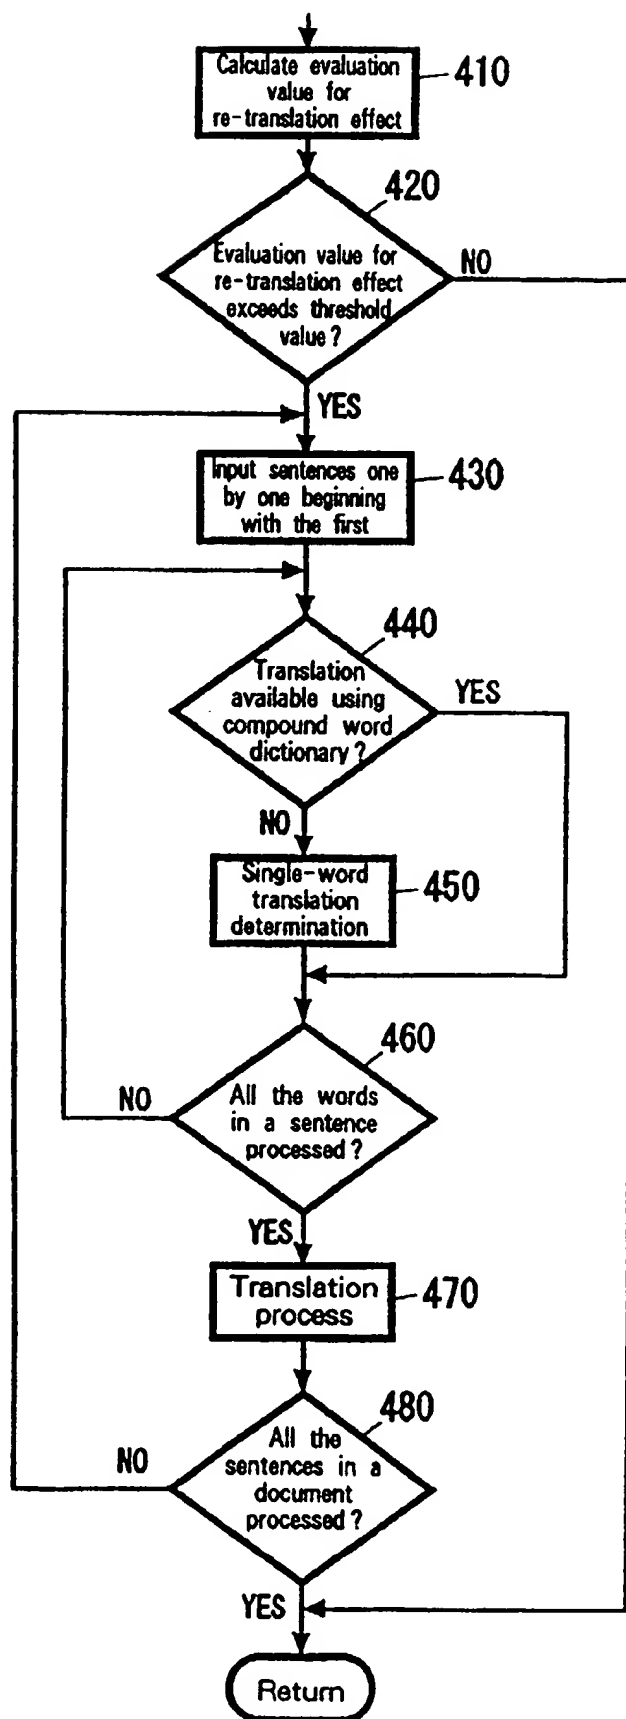 Calculate evaluation
value for
re-translation effect
410
420
Evaluation value for
re-translation effect
exceeds threshold
value?
NO
YES
Input sentences one
by one beginning
with the first
430
440
Translation
available using
compound word
dictionary?
YES
NO
Single-word
translation
determination
450
460
All the words
in a sentence
processed?
NO
YES
Translation
process
470
480
All the
sentences in a
document
processed?
NO
YES
Return